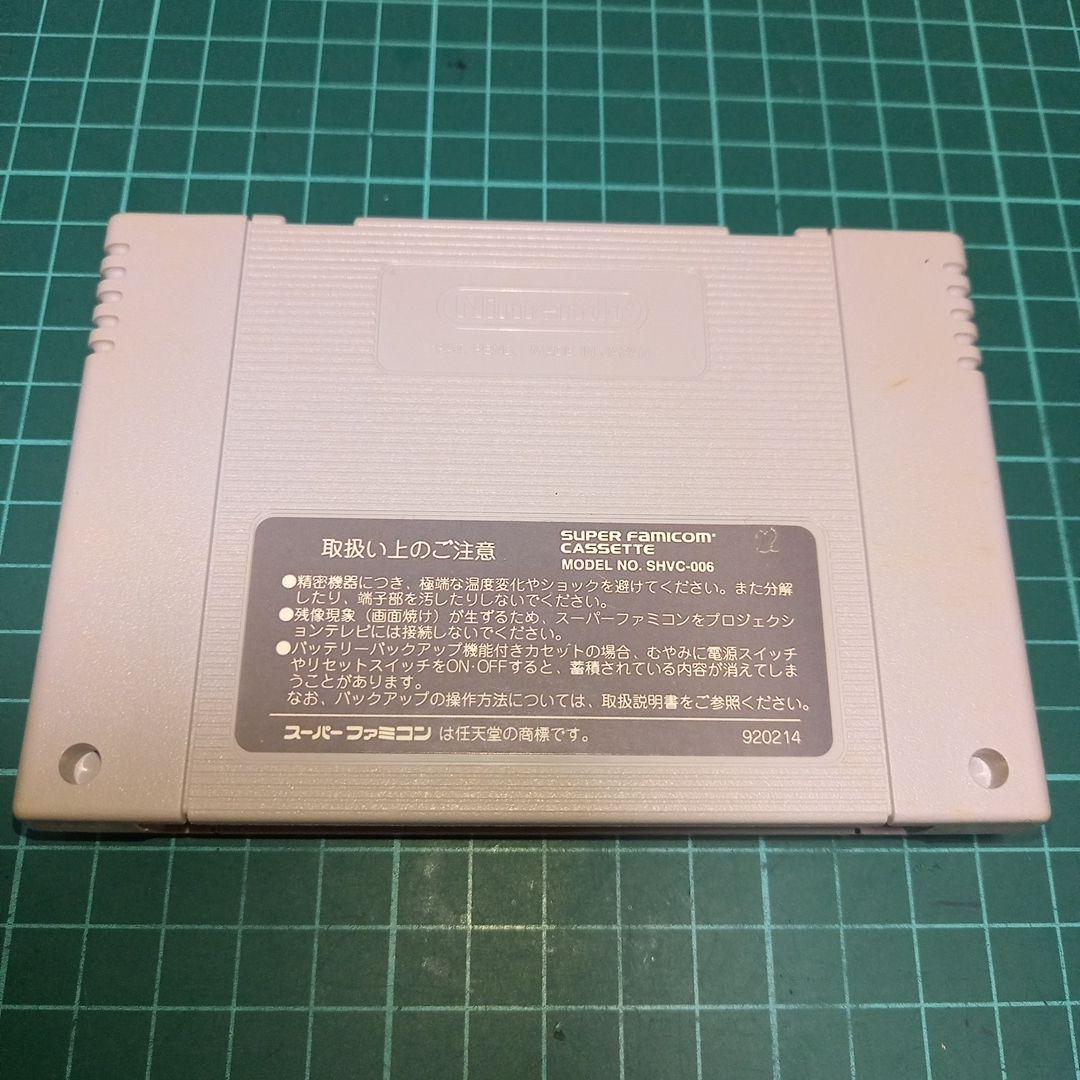 Nintendo
PAT. PEND. MADE IN JAPAN
取扱い上のご注意
SUPER FAMICOM
CASSETTE
MODEL NO. SHVC-006
●精密機器につき、極端な温度変化やショックを避けてください。また分解
したり、端子部を汚したりしないでください。
●残像現象(画面焼け)が生ずるため、スーパーファミコンをプロジェクシ
ョンテレビには接続しないでください。
●バッテリーバックアップ機能付きカセットの場合、むやみに電源スイッチ
やリセットスイッチをON·OFFすると、蓄積されている内容が消えてしま
うことがあります。
なお、バックアップの操作方法については、取扱説明書をご参照ください。
スーパーファミコン は任天堂の商標です。
920214